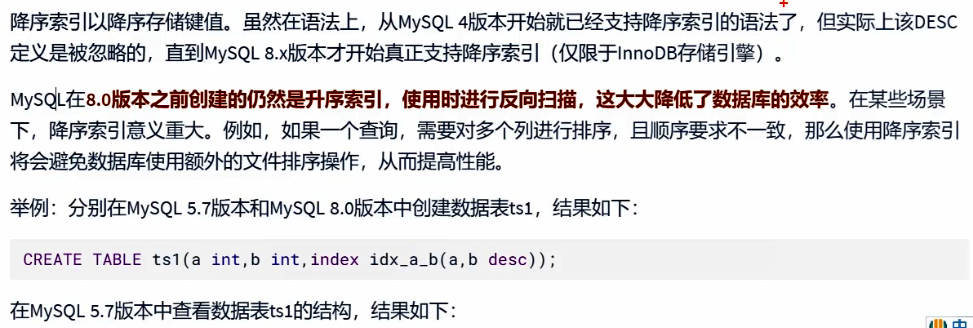 降序索引以降序存储键值。虽然在语法上，从MySQL 4版本开始就已经支持降序索引的语法了，但实际上该DESC
定义是被忽略的，直到MySQL 8.x版本才开始真正支持降序索引（仅限于InnoDB存储引擎）。
MySQL在8.0版本之前创建的仍然是升序索引，使用时进行反向扫描，这大大降低了数据库的效率。在某些场景
下，降序索引意义重大。例如，如果一个查询，需要对多个列进行排序，且顺序要求不一致，那么使用降序索引
将会避免数据库使用额外的文件排序操作，从而提高性能。
举例：分别在MySQL 5.7版本和MySQL 8.0版本中创建数据表ts1，结果如下：
CREATE TABLE ts1(a int,b int,index idx_a_b(a,b desc));
在MySQL 5.7版本中查看数据表ts1的结构，结果如下：